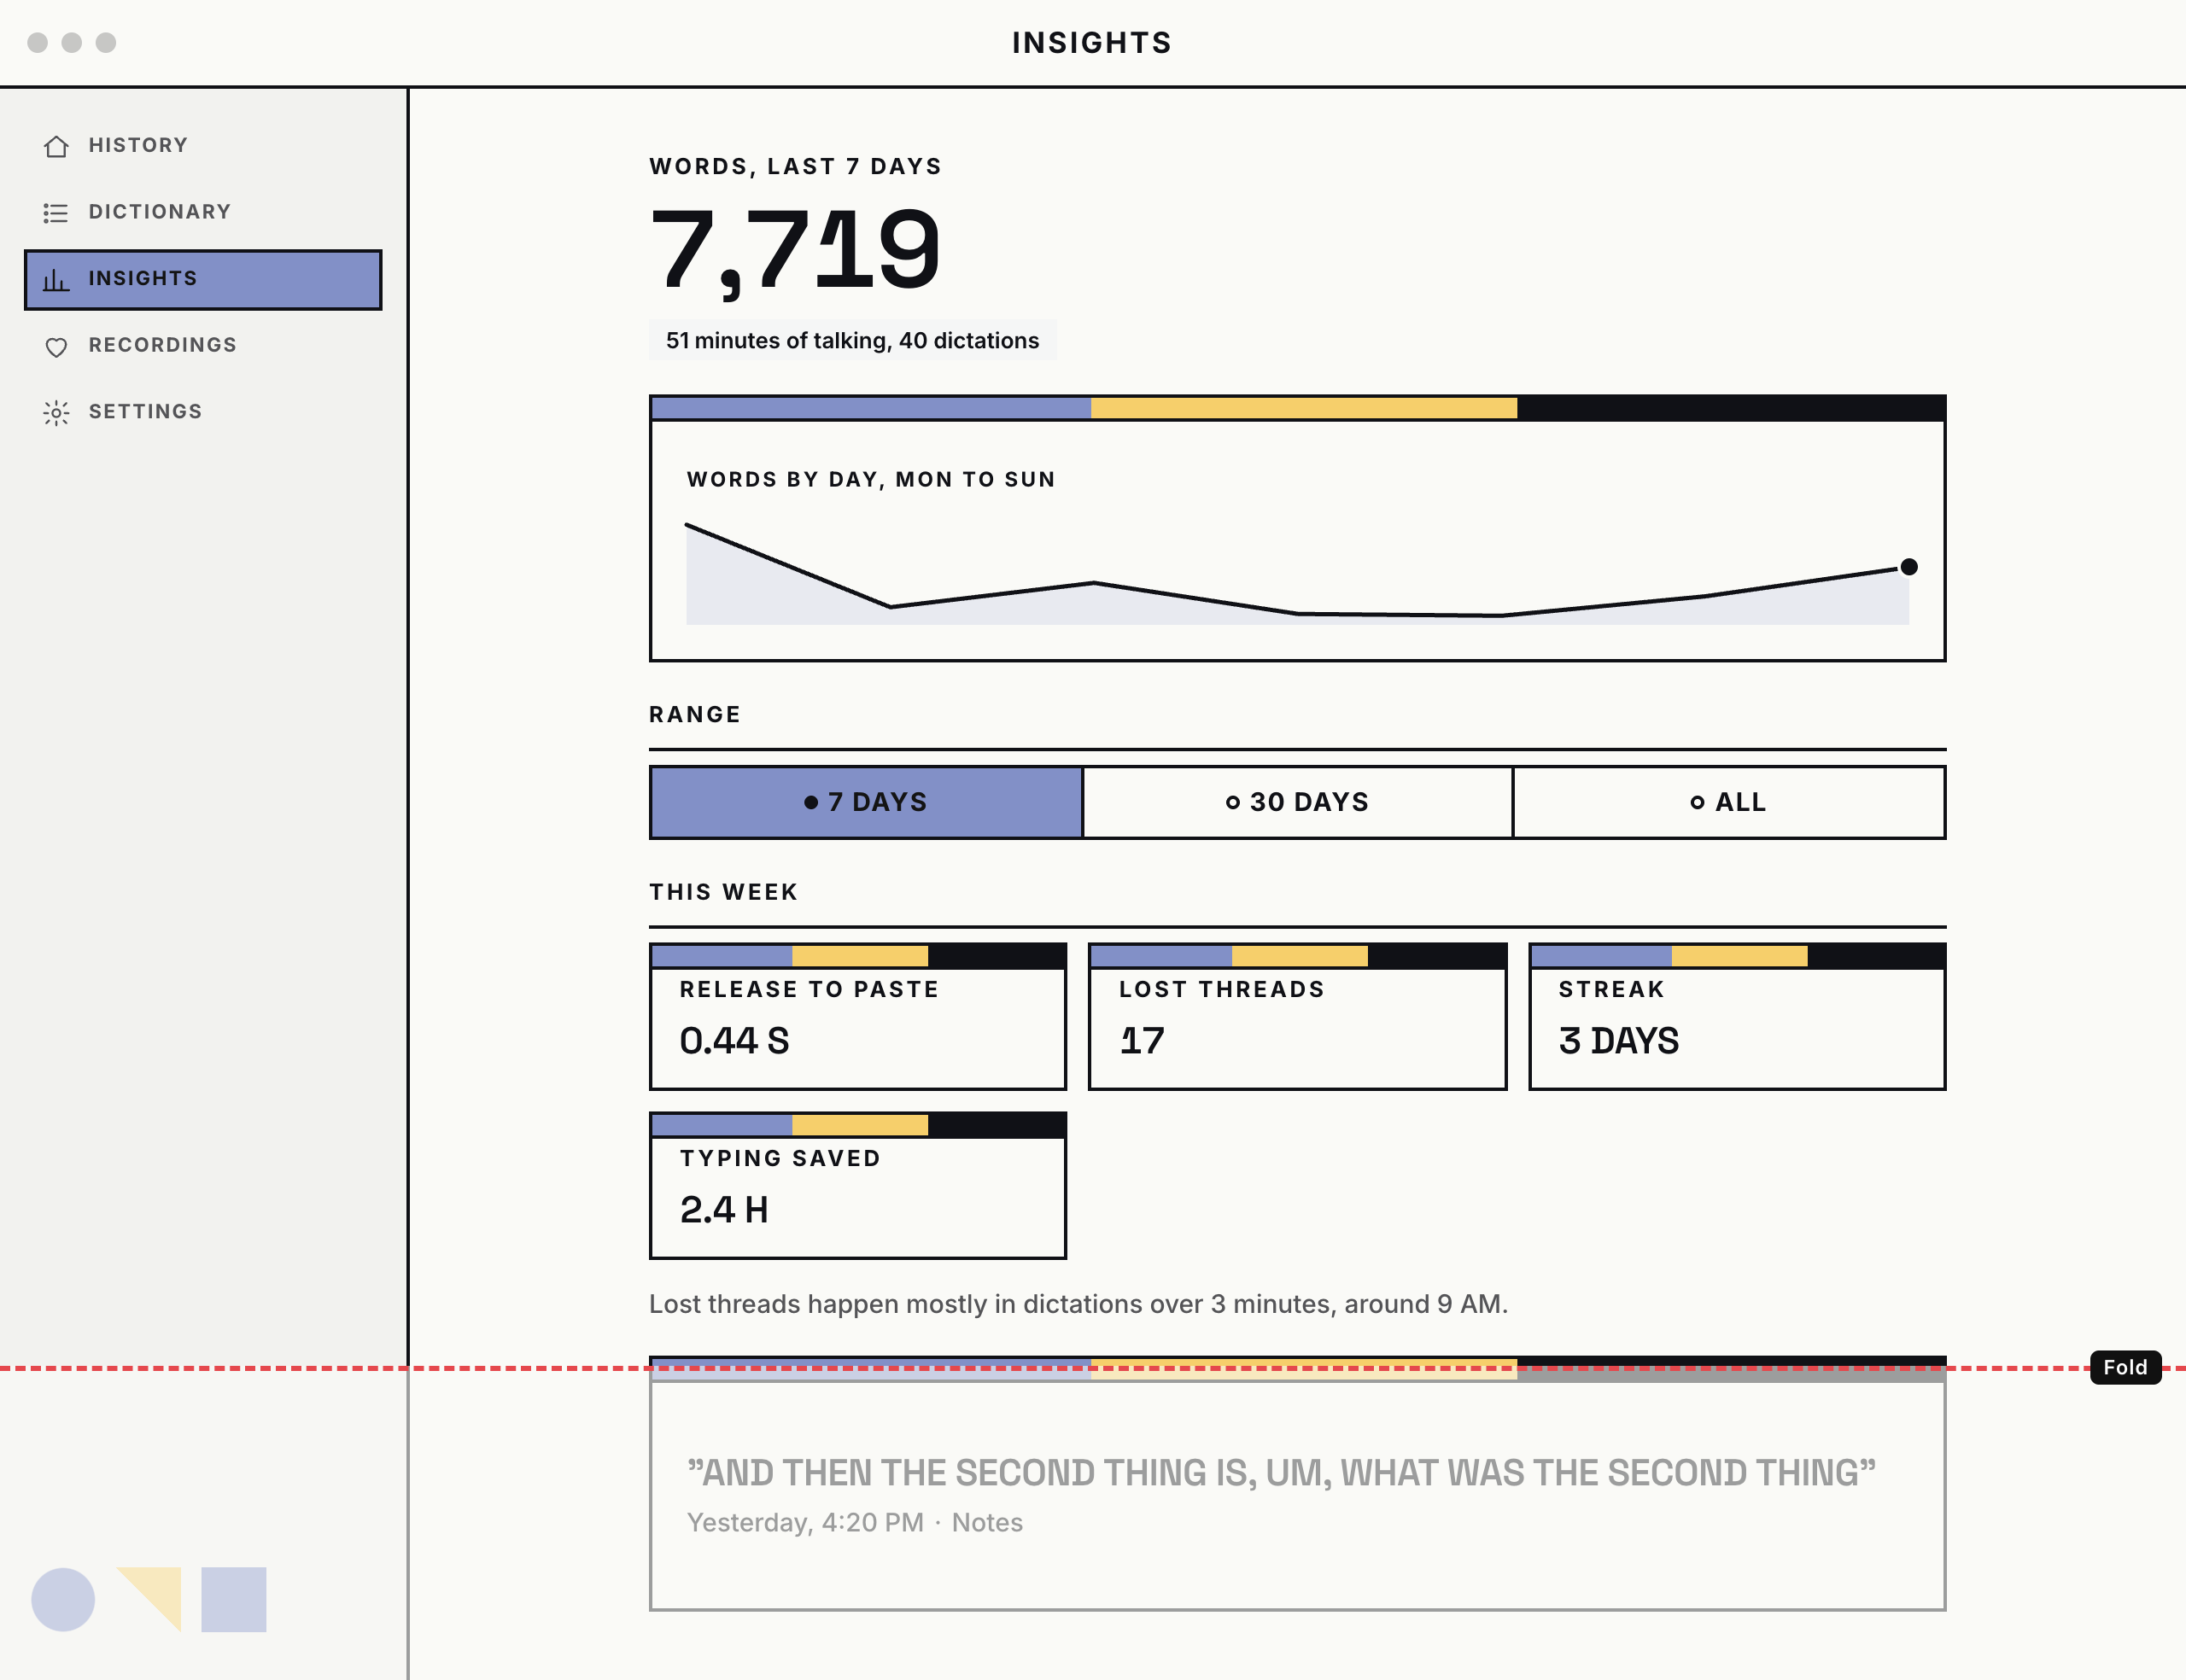 INSIGHTS
HISTORY
DICTIONARY
INSIGHTS
RECORDINGS
SETTINGS
WORDS, LAST 7 DAYS
7,719
51 minutes of talking, 40 dictations
WORDS BY DAY, MON TO SUN
RANGE
7 DAYS
30 DAYS
ALL
THIS WEEK
RELEASE TO PASTE
0.44 S
LOST THREADS
17
STREAK
3 DAYS
TYPING SAVED
2.4 H
Lost threads happen mostly in dictations over 3 minutes, around 9 AM.
Fold
”AND THEN THE SECOND THING IS, UM, WHAT WAS THE SECOND THING”
Yesterday, 4:20 PM · Notes